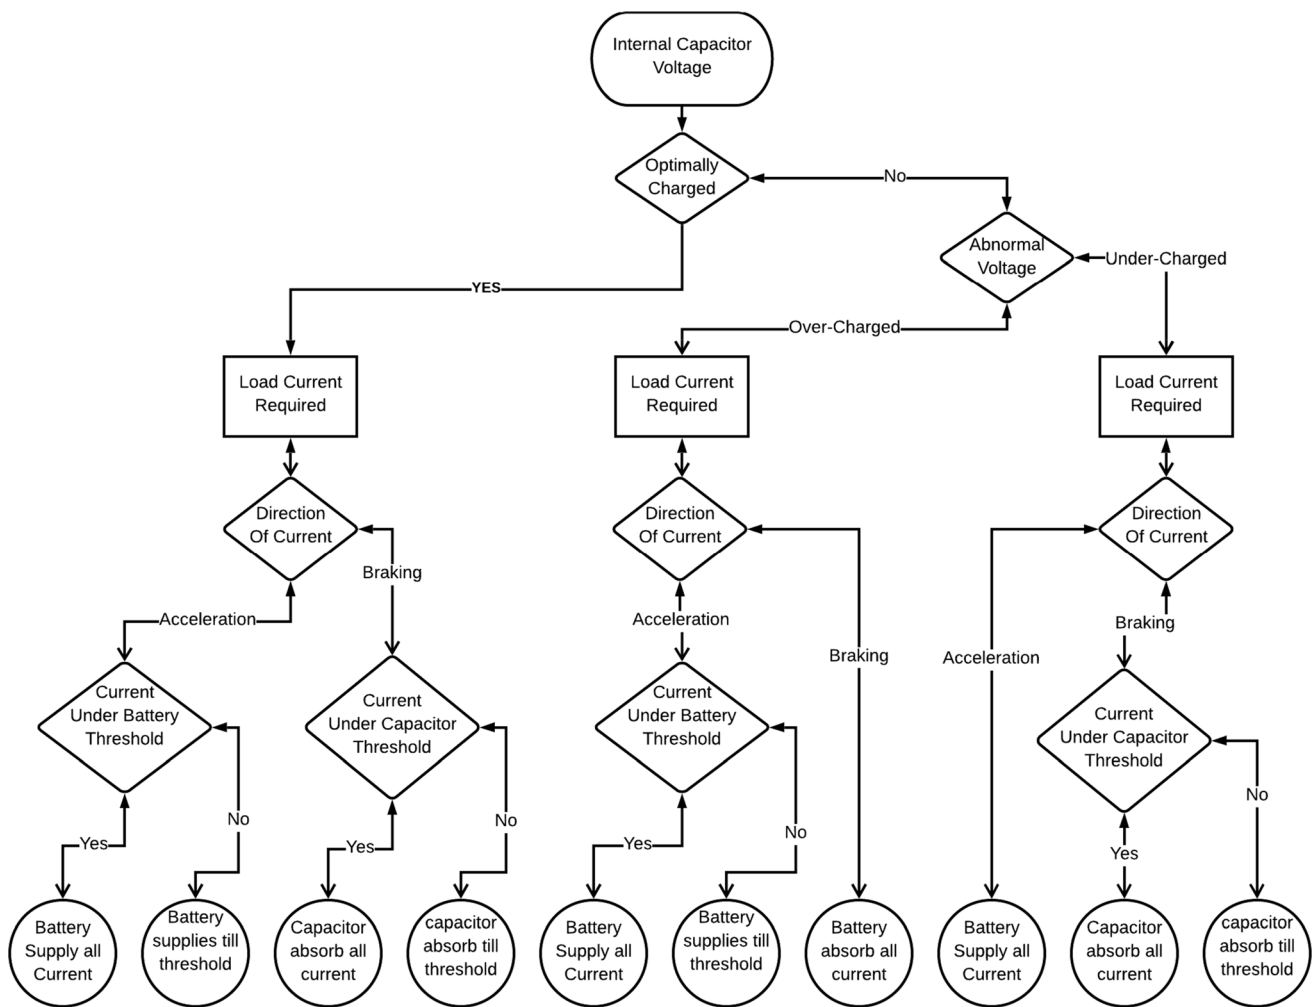 Internal Capacitor
Voltage
Optimally
Charged
No
Abnormal
Voltage
Under-Charged
YES
Over-Charged
Load Current
Required
Load Current
Required
Load Current
Required
Direction
Of Current
Direction
Of Current
Direction
Of Current
Braking
Acceleration
Acceleration
Braking
Braking
Acceleration
Current
Under Battery
Threshold
Current
Under Capacitor
Threshold
Current
Under Battery
Threshold
Current
Under Capacitor
Threshold
Yes
No
Yes
No
Yes
No
Yes
No
Battery
Supply all
Current
Battery
supplies till
threshold
Capacitor
absorb all
current
capacitor
absorb till
threshold
Battery
Supply all
Current
Battery
supplies till
threshold
Battery
absorb all
current
Battery
Supply all
Current
Capacitor
absorb all
current
capacitor
absorb till
threshold